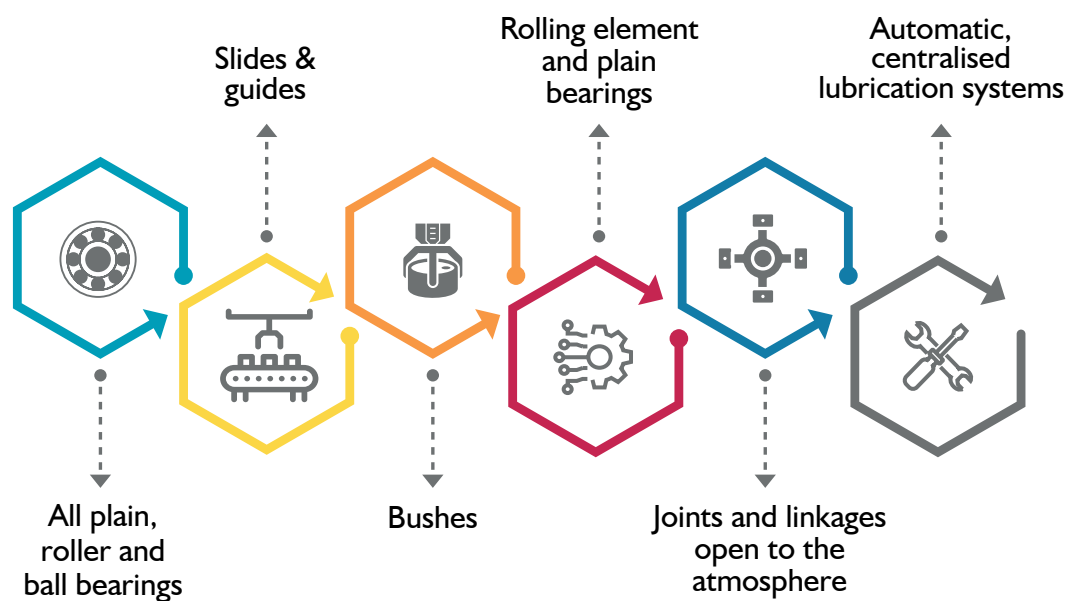 All plain,
roller and
ball bearings
Slides &
guides
Bushes
Rolling element
and plain
bearings
Joints and linkages
open to the
atmosphere
Automatic,
centralised
lubrication systems